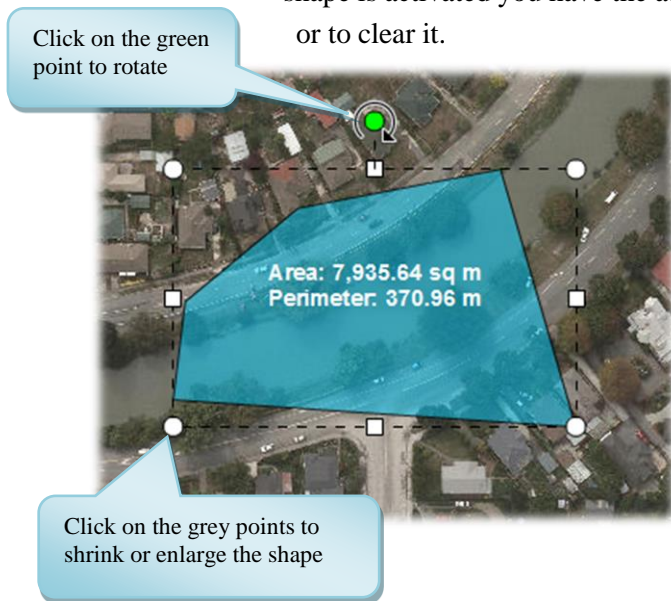 shape is activated you have the
or to clear it.
Click on the green
point to rotate
Area: 7,935.64 sq m
Perimeter: 370.96 m
Click on the grey points to
shrink or enlarge the shape